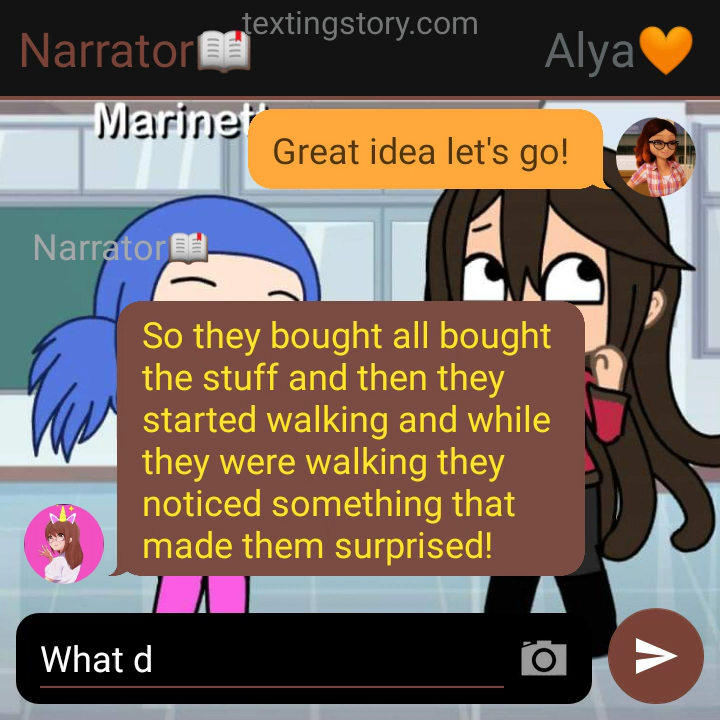 textingstory.com
Narrator📖 Alya🧡
Great idea let's go!
Narrator📖
So they bought all bought
the stuff and then they
started walking and while
they were walking they
noticed something that
made them surprised!
What d